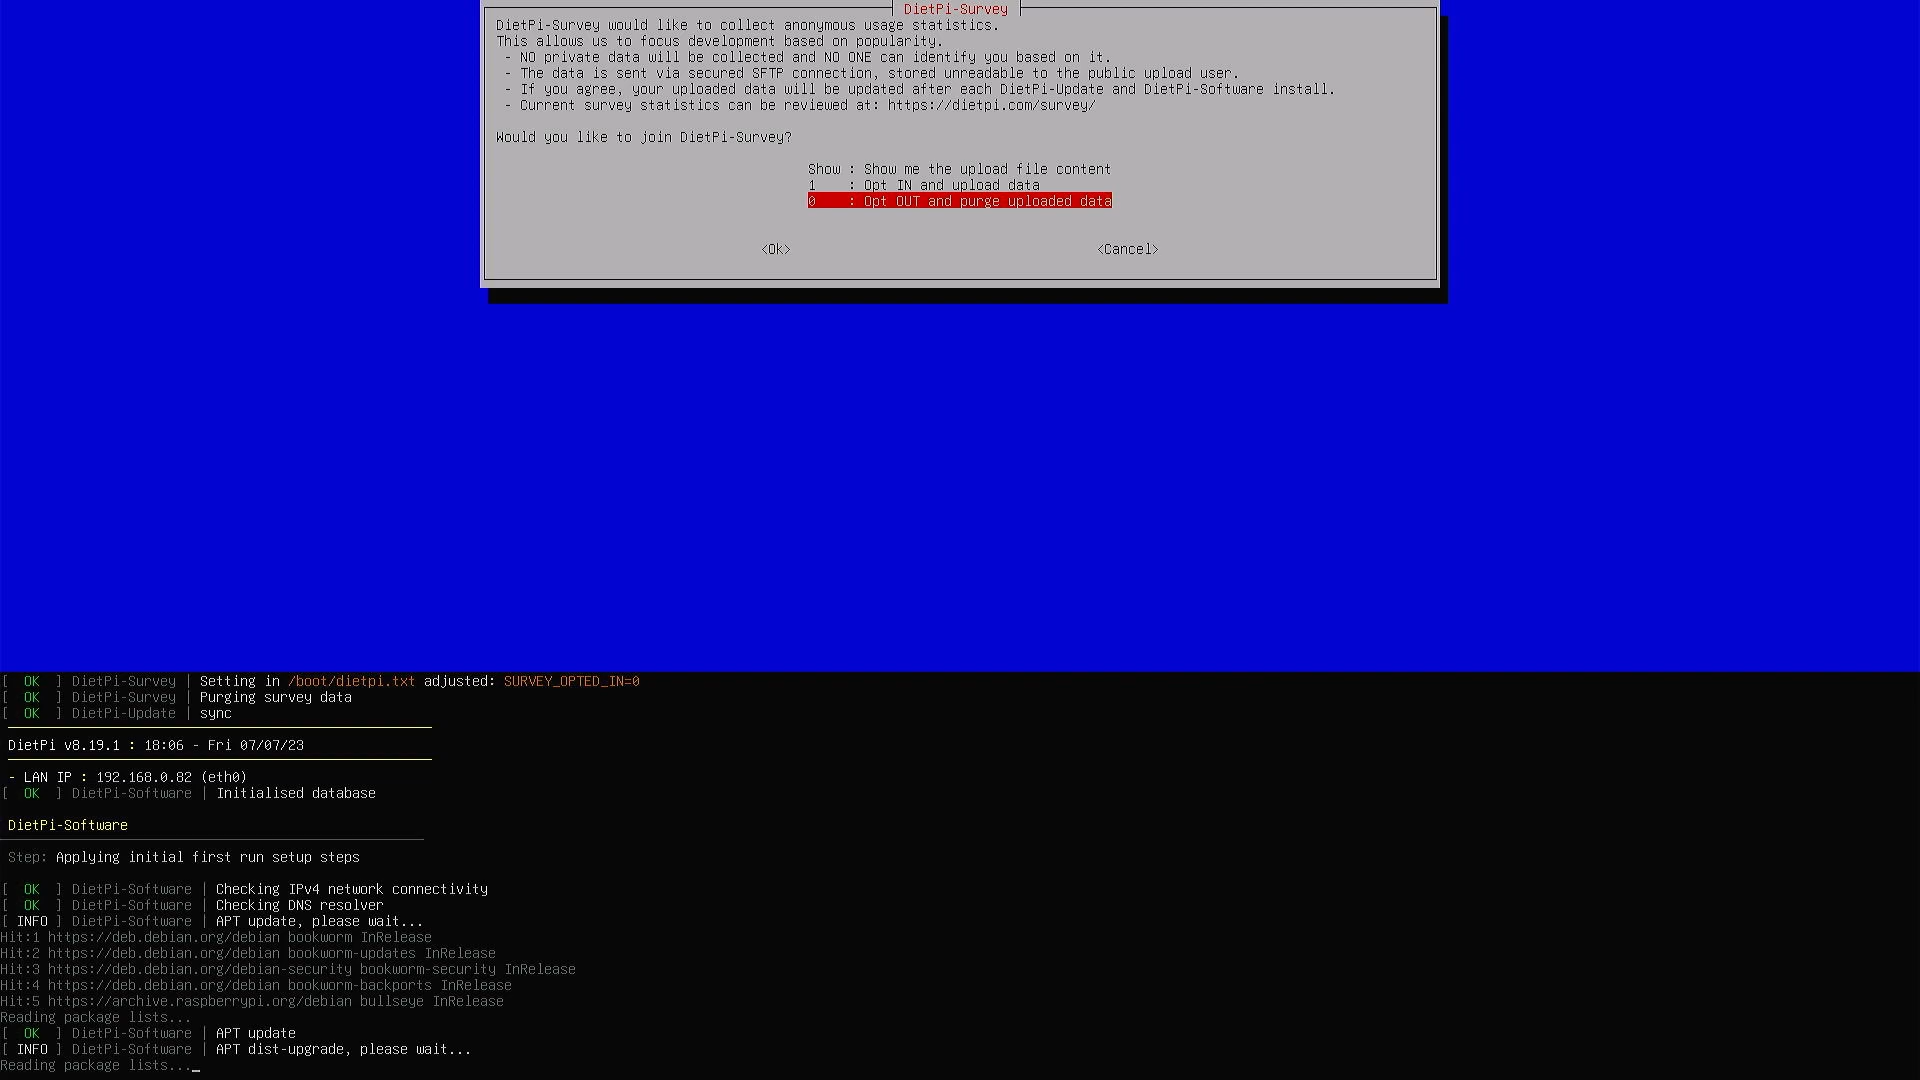 DietPi-Survey
DietPi-Survey would like to collect anonymous usage statistics.
This allows us to focus development based on popularity.
- NO private data will be collected and NO ONE can identify you based on it.
- The data is sent via secured SFTP connection, stored unreadable to the public upload user.
- If you agree, your uploaded data will be updated after each DietPi-Update and DietPi-Software install.
- Current survey statistics can be reviewed at: https://dietpi.com/survey/
Would you like to join DietPi-Survey?
Show : Show me the upload file content
1 : Opt IN and upload data
0 : Opt OUT and purge uploaded data
<Ok> <Cancel>
[ OK ] DietPi-Survey | Setting in /boot/dietpi.txt adjusted: SURVEY_OPTED_IN=0
[ OK ] DietPi-Survey | Purging survey data
[ OK ] DietPi-Update | sync
DietPi v8.19.1 : 18:06 - Fri 07/07/23
- LAN IP : 192.168.0.82 (eth0)
[ OK ] DietPi-Software | Initialised database
DietPi-Software
Step: Applying initial first run setup steps
[ OK ] DietPi-Software | Checking IPv4 network connectivity
[ OK ] DietPi-Software | Checking DNS resolver
[ INFO ] DietPi-Software | APT update, please wait...
Hit:1 https://deb.debian.org/debian bookworm InRelease
Hit:2 https://deb.debian.org/debian bookworm-updates InRelease
Hit:3 https://deb.debian.org/debian-security bookworm-security InRelease
Hit:4 https://deb.debian.org/debian bookworm-backports InRelease
Hit:5 https://archive.raspberrypi.org/debian bullseye InRelease
Reading package lists...
[ OK ] DietPi-Software | APT update
[ INFO ] DietPi-Software | APT dist-upgrade, please wait...
Reading package lists..._